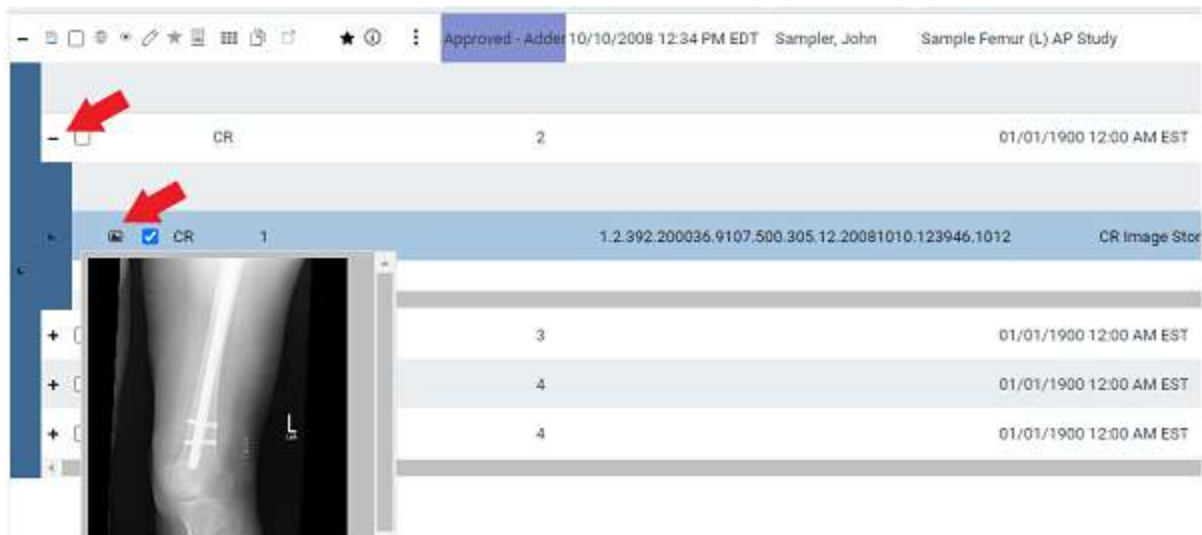 Approved - Adder 10/10/2008 12:34 PM EDT Sampler, John Sample Femur (L) AP Study
CR 2 01/01/1900 12:00 AM EST
CR 1 1.2.392.200036.9107.500.305.12.20081010.123946.1012 CR Image Stor
3 01/01/1900 12:00 AM EST
L
4 01/01/1900 12:00 AM EST
4 01/01/1900 12:00 AM EST